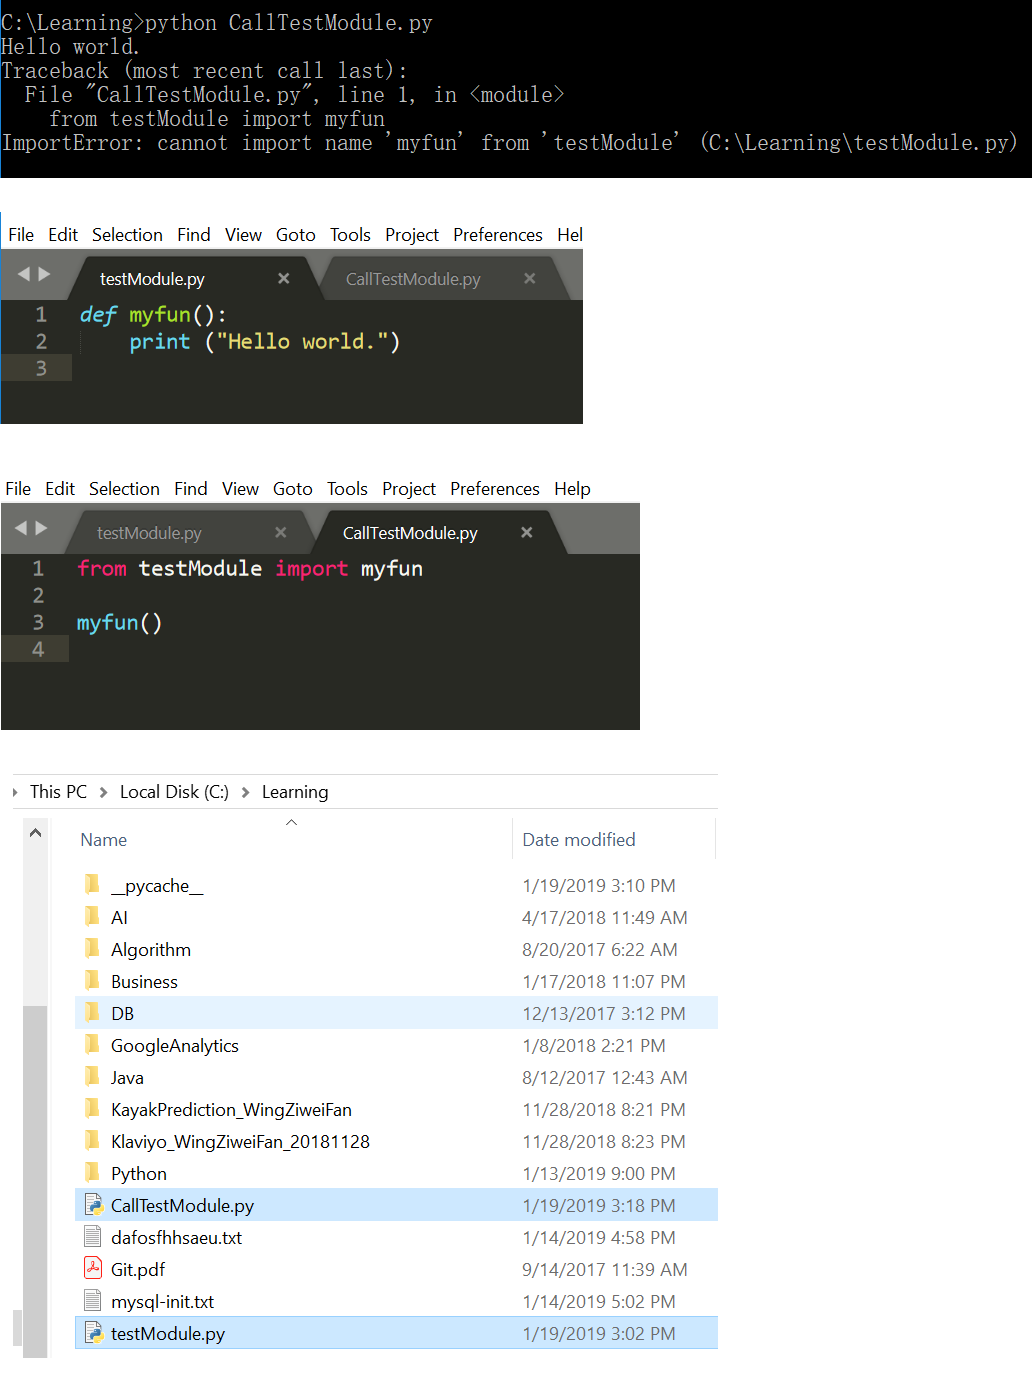 C:\Learning>python CallTestModule.py
Hello world.
Traceback (most recent call last):
  File "CallTestModule.py", line 1, in <module>
    from testModule import myfun
ImportError: cannot import name 'myfun' from 'testModule' (C:\Learning\testModule.py)
File Edit Selection Find View Goto Tools Project Preferences Hel
testModule.py × CallTestModule.py ×
1 def myfun():
2     print ("Hello world.")
3
File Edit Selection Find View Goto Tools Project Preferences Help
testModule.py × CallTestModule.py ×
1 from testModule import myfun
2
3 myfun()
4
This PC > Local Disk (C:) > Learning
Name Date modified
__pycache__ 1/19/2019 3:10 PM
AI 4/17/2018 11:49 AM
Algorithm 8/20/2017 6:22 AM
Business 1/17/2018 11:07 PM
DB 12/13/2017 3:12 PM
GoogleAnalytics 1/8/2018 2:21 PM
Java 8/12/2017 12:43 AM
KayakPrediction_WingZiweiFan 11/28/2018 8:21 PM
Klaviyo_WingZiweiFan_20181128 11/28/2018 8:23 PM
Python 1/13/2019 9:00 PM
CallTestModule.py 1/19/2019 3:18 PM
dafosfhhsaeu.txt 1/14/2019 4:58 PM
Git.pdf 9/14/2017 11:39 AM
mysql-init.txt 1/14/2019 5:02 PM
testModule.py 1/19/2019 3:02 PM